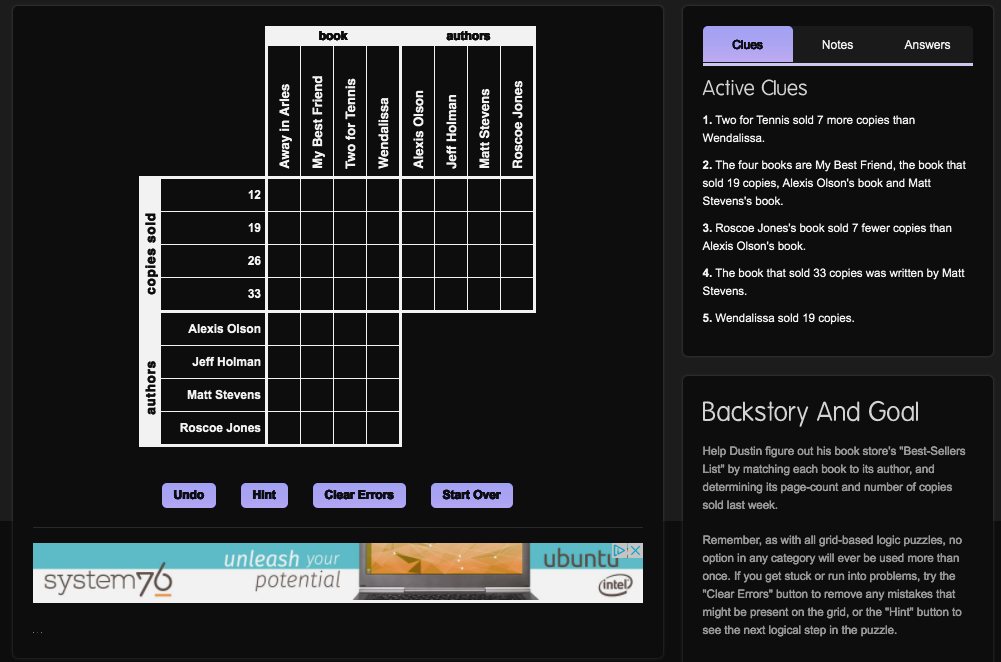 book authors
Away in Arles
My Best Friend
Two for Tennis
Wendalissa
Alexis Olson
Jeff Holman
Matt Stevens
Roscoe Jones
copies sold
12
19
26
33
authors
Alexis Olson
Jeff Holman
Matt Stevens
Roscoe Jones
Undo Hint Clear Errors Start Over
unleash your
potential
system76
ubuntu
intel
...
Clues Notes Answers
Active Clues
1. Two for Tennis sold 7 more copies than
Wendalissa.
2. The four books are My Best Friend, the book that
sold 19 copies, Alexis Olson's book and Matt
Stevens's book.
3. Roscoe Jones's book sold 7 fewer copies than
Alexis Olson's book.
4. The book that sold 33 copies was written by Matt
Stevens.
5. Wendalissa sold 19 copies.
Backstory And Goal
Help Dustin figure out his book store's "Best-Sellers
List" by matching each book to its author, and
determining its page-count and number of copies
sold last week.
Remember, as with all grid-based logic puzzles, no
option in any category will ever be used more than
once. If you get stuck or run into problems, try the
"Clear Errors" button to remove any mistakes that
might be present on the grid, or the "Hint" button to
see the next logical step in the puzzle.